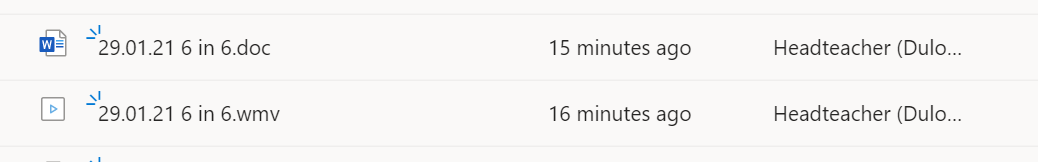 29.01.21 6 in 6.doc 15 minutes ago Headteacher (Dulo...
29.01.21 6 in 6.wmv 16 minutes ago Headteacher (Dulo...